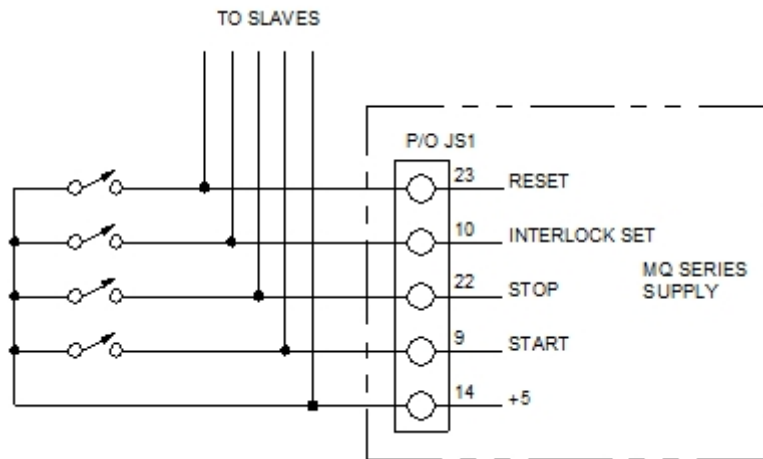 TO SLAVES
P/O JS1
23 RESET
10 INTERLOCK SET
MQ SERIES
SUPPLY
22 STOP
9 START
14 +5